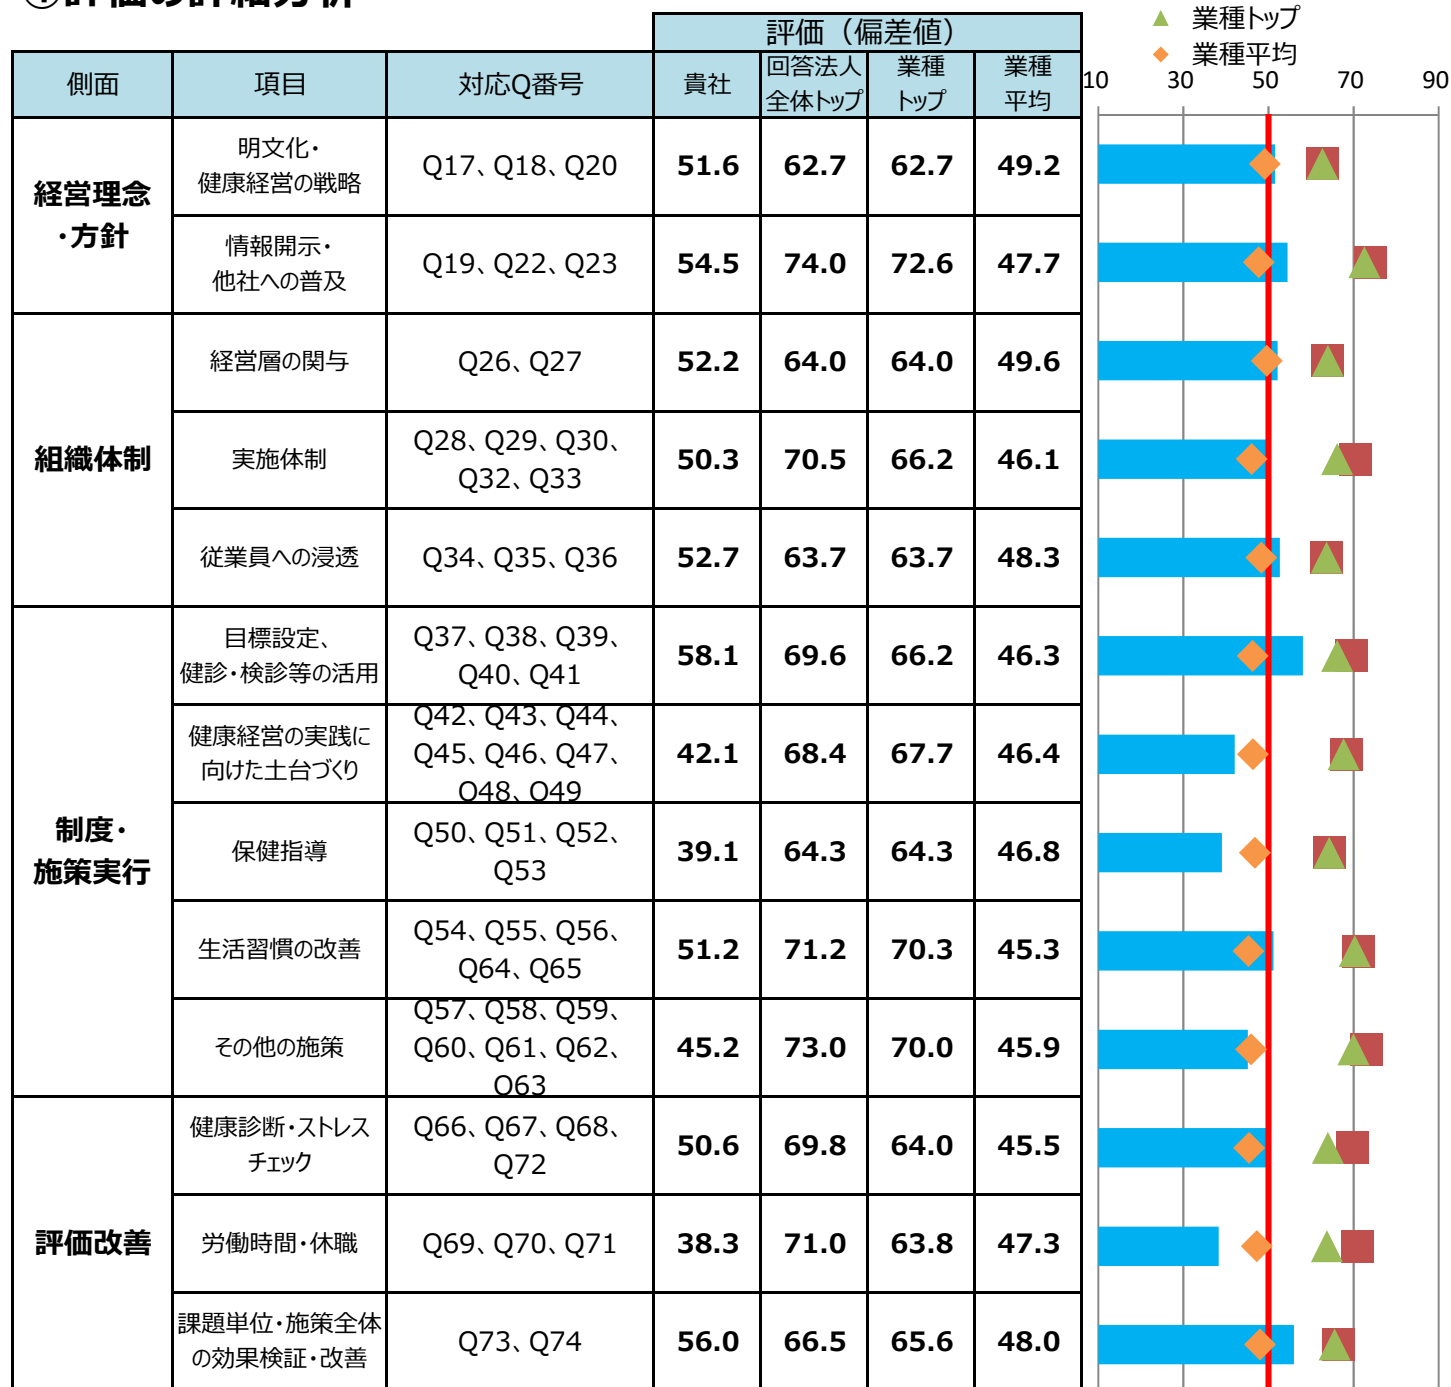 ①評価の詳細分析
▲ 業種トップ
◆ 業種平均
評価（偏差値）
側面 項目 対応Q番号 貴社 回答法人全体トップ 業種トップ 業種平均
10 30 50 70 90
経営理念・方針
明文化・健康経営の戦略 Q17、Q18、Q20 51.6 62.7 62.7 49.2
情報開示・他社への普及 Q19、Q22、Q23 54.5 74.0 72.6 47.7
組織体制
経営層の関与 Q26、Q27 52.2 64.0 64.0 49.6
実施体制 Q28、Q29、Q30、Q32、Q33 50.3 70.5 66.2 46.1
従業員への浸透 Q34、Q35、Q36 52.7 63.7 63.7 48.3
制度・施策実行
目標設定、健診・検診等の活用 Q37、Q38、Q39、Q40、Q41 58.1 69.6 66.2 46.3
健康経営の実践に向けた土台づくり Q42、Q43、Q44、Q45、Q46、Q47、Q48、Q49 42.1 68.4 67.7 46.4
保健指導 Q50、Q51、Q52、Q53 39.1 64.3 64.3 46.8
生活習慣の改善 Q54、Q55、Q56、Q64、Q65 51.2 71.2 70.3 45.3
その他の施策 Q57、Q58、Q59、Q60、Q61、Q62、Q63 45.2 73.0 70.0 45.9
評価改善
健康診断・ストレスチェック Q66、Q67、Q68、Q72 50.6 69.8 64.0 45.5
労働時間・休職 Q69、Q70、Q71 38.3 71.0 63.8 47.3
課題単位・施策全体の効果検証・改善 Q73、Q74 56.0 66.5 65.6 48.0